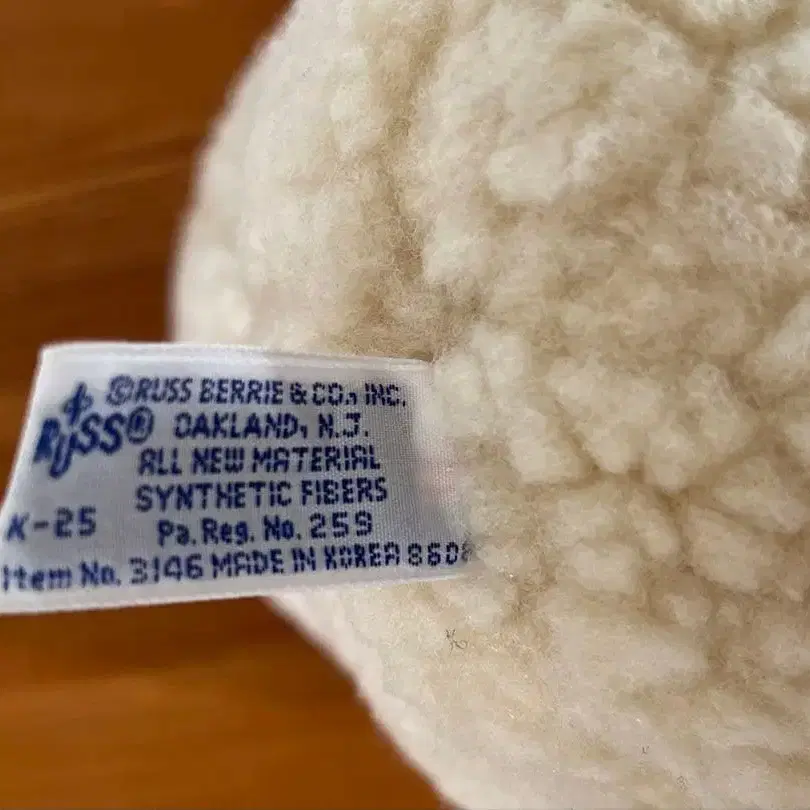 ©RUSS BERRIE & CO., INC.
RUSS® OAKLAND, N.J.
ALL NEW MATERIAL
SYNTHETIC FIBERS
K-25 Pa. Reg. No. 259
Item No. 3146 MADE IN KOREA